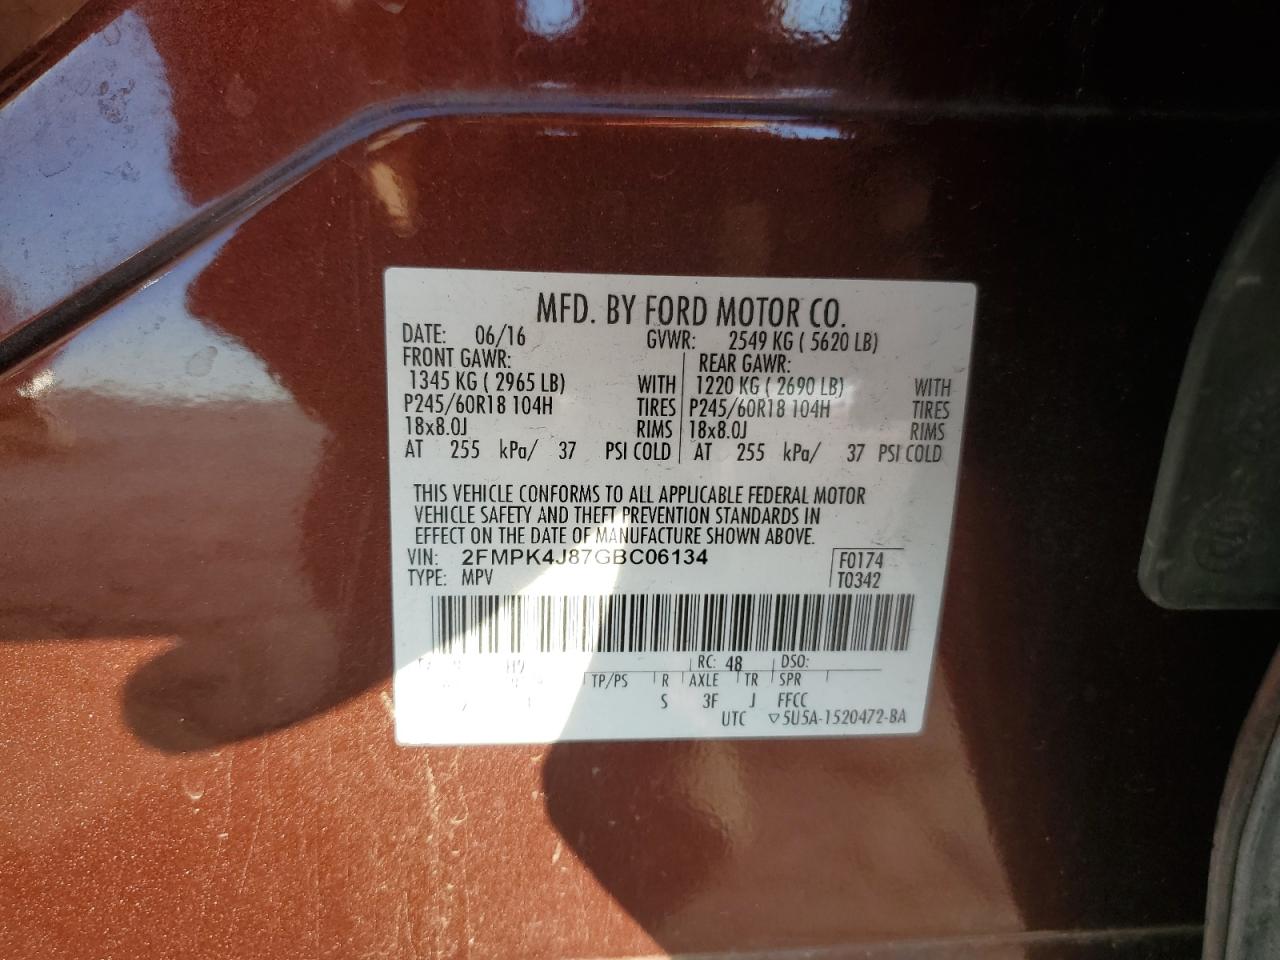 MFD. BY FORD MOTOR CO.
DATE: 06/16 GVWR: 2549 KG ( 5620 LB)
FRONT GAWR: REAR GAWR:
1345 KG ( 2965 LB) WITH 1220 KG ( 2690 LB) WITH
P245/60R18 104H TIRES P245/60R18 104H TIRES
18x8.0J RIMS 18x8.0J RIMS
AT 255 kPa/ 37 PSI COLD AT 255 kPa/ 37 PSI COLD
THIS VEHICLE CONFORMS TO ALL APPLICABLE FEDERAL MOTOR
VEHICLE SAFETY AND THEFT PREVENTION STANDARDS IN
EFFECT ON THE DATE OF MANUFACTURE SHOWN ABOVE.
VIN: 2FMPK4J87GBC06134 F0174
TYPE: MPV T0342
RC: 48 DSO:
TP/PS R AXLE TR SPR
S 3F J FFCC
UTC ▽5U5A-1520472-BA